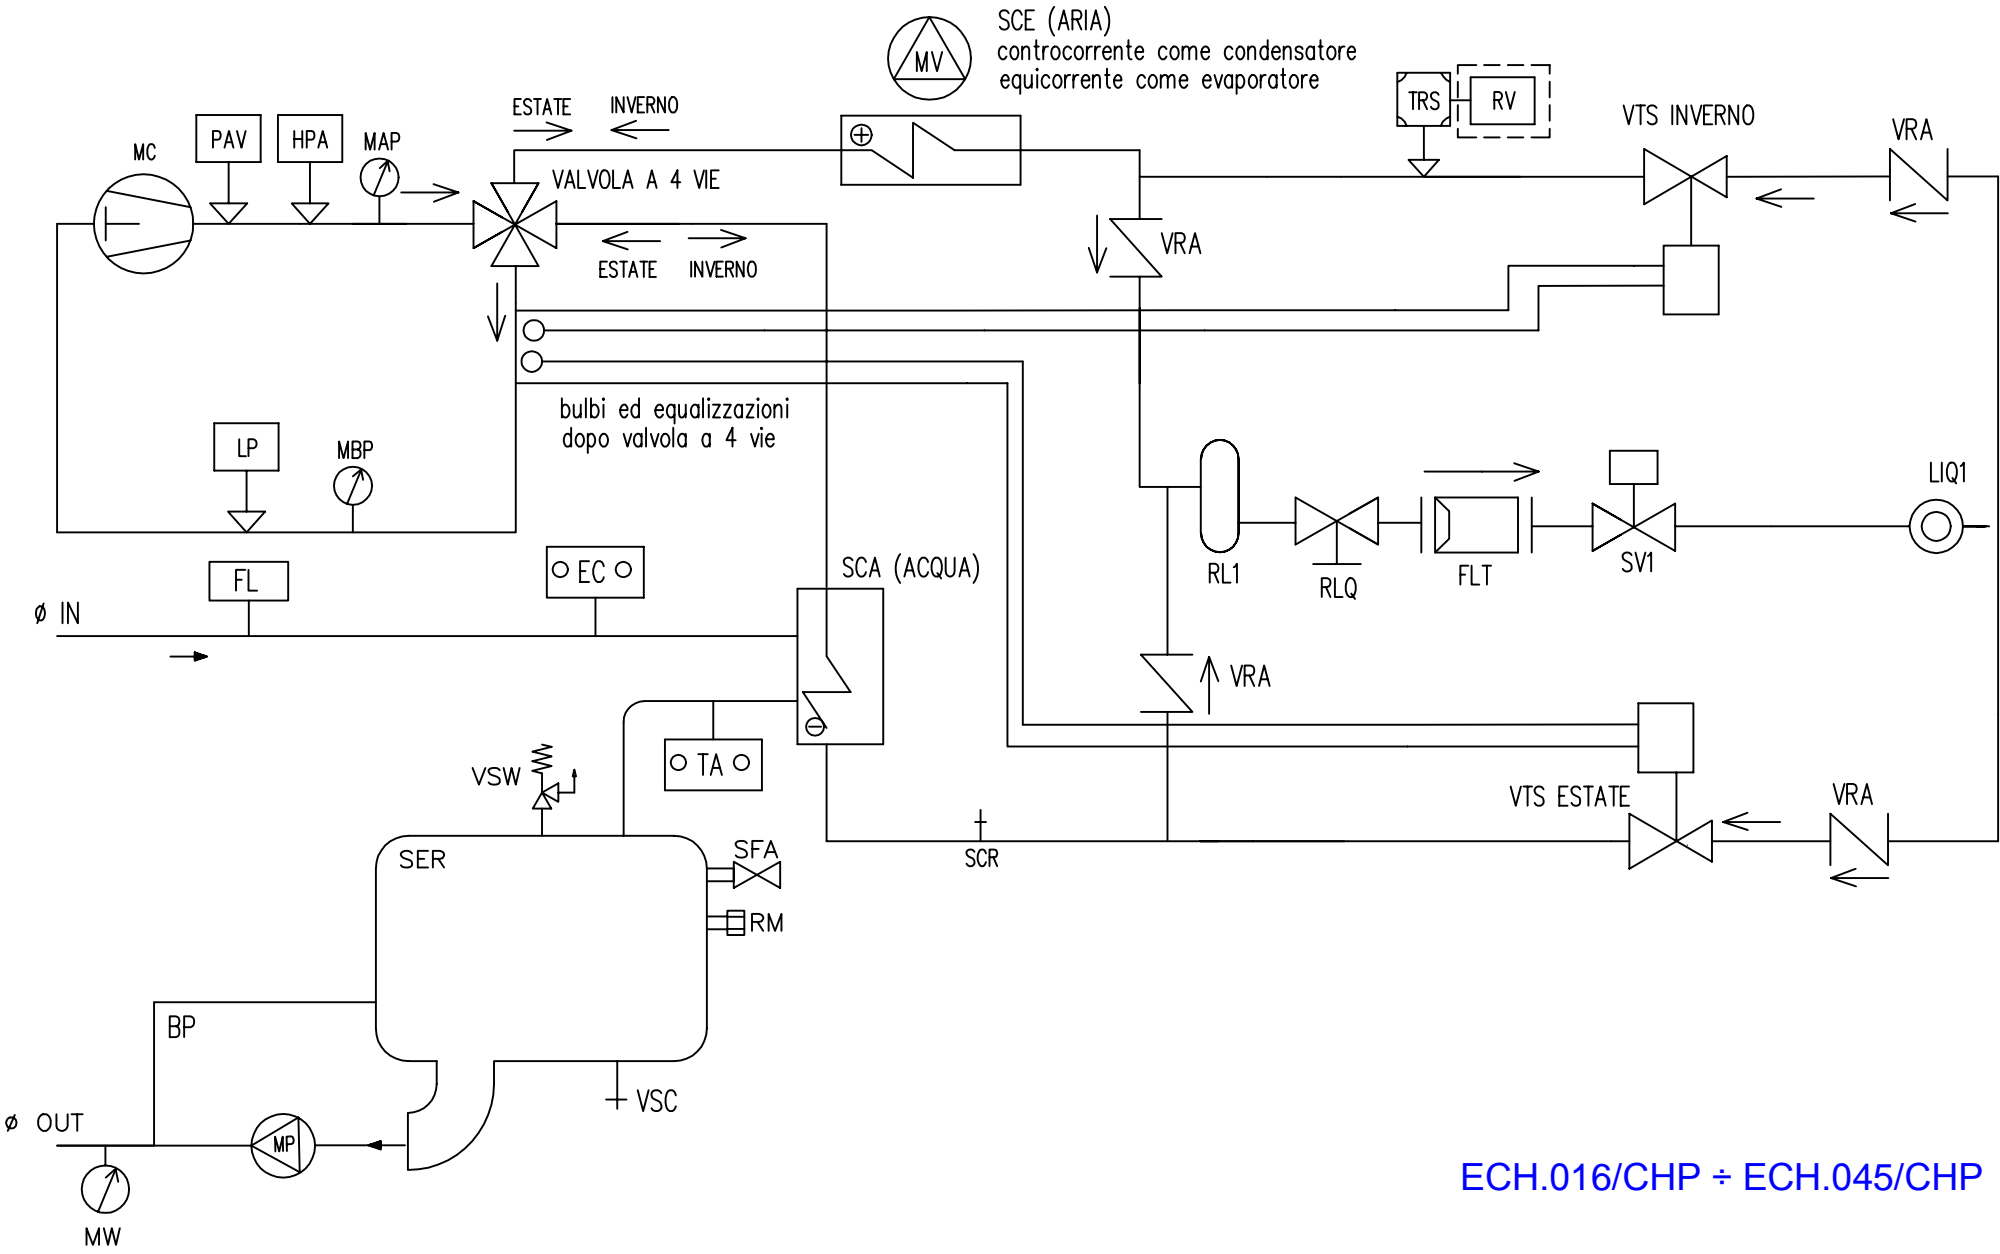 SCE (ARIA)
controcorrente come condensatore
equicorrente come evaporatore
MV
ESTATE
INVERNO
TRS
RV
VTS INVERNO
VRA
PAV
HPA
MAP
MC
VALVOLA A 4 VIE
VRA
ESTATE
INVERNO
bulbi ed equalizzazioni
dopo valvola a 4 vie
LP
MBP
LIQ1
RL1
RLQ
FLT
SV1
FL
EC
SCA (ACQUA)
ø IN
VRA
TA
VSW
VTS ESTATE
VRA
SER
SFA
SCR
RM
BP
VSC
ø OUT
MP
MW
ECH.016/CHP ÷ ECH.045/CHP